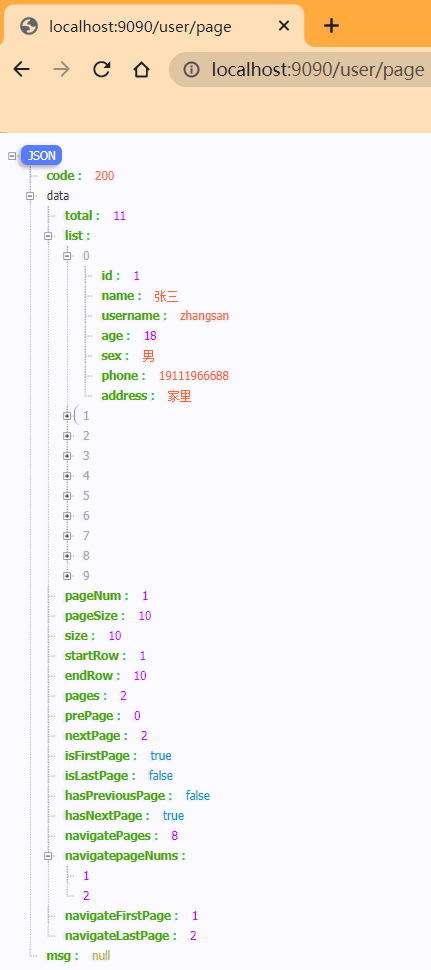 localhost:9090/user/page
localhost:9090/user/page
JSON
code : 200
data
total : 11
list :
0
id : 1
name : 张三
username : zhangsan
age : 18
sex : 男
phone : 19111966688
address : 家里
1
2
3
4
5
6
7
8
9
pageNum : 1
pageSize : 10
size : 10
startRow : 1
endRow : 10
pages : 2
prePage : 0
nextPage : 2
isFirstPage : true
isLastPage : false
hasPreviousPage : false
hasNextPage : true
navigatePages : 8
navigatepageNums :
1
2
navigateFirstPage : 1
navigateLastPage : 2
msg : null